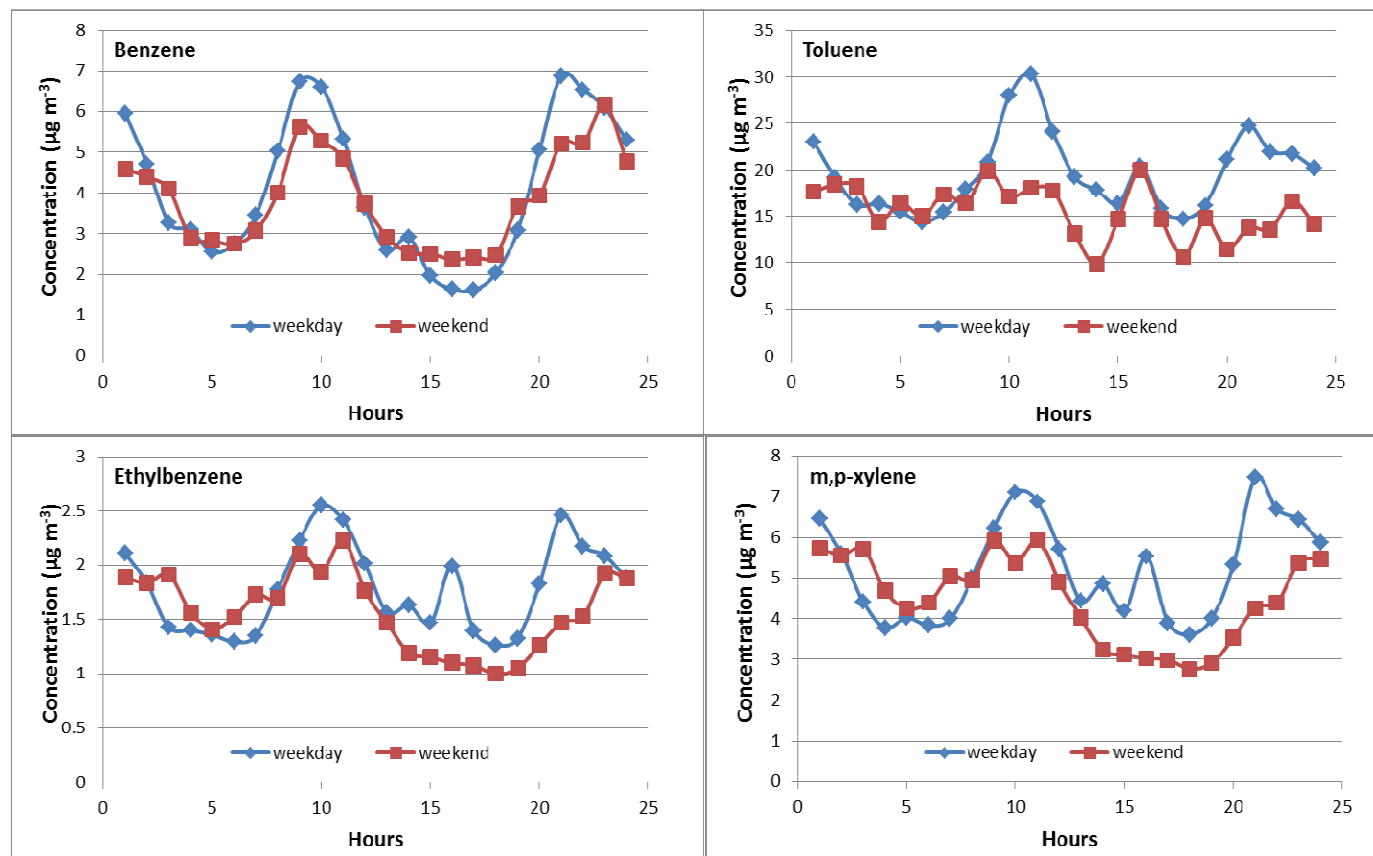 Benzene
Concentration (µg m-3)
8
7
6
5
4
3
2
1
0
0 5 10 15 20 25
Hours
weekday weekend
Toluene
Concentration (µg m-3)
35
30
25
20
15
10
5
0
0 5 10 15 20 25
Hours
weekday weekend
Ethylbenzene
Concentration (µg m-3)
3
2.5
2
1.5
1
0.5
0
0 5 10 15 20 25
Hours
weekday weekend
m,p-xylene
Concentration (µg m-3)
8
7
6
5
4
3
2
1
0
0 5 10 15 20 25
Hours
weekday weekend